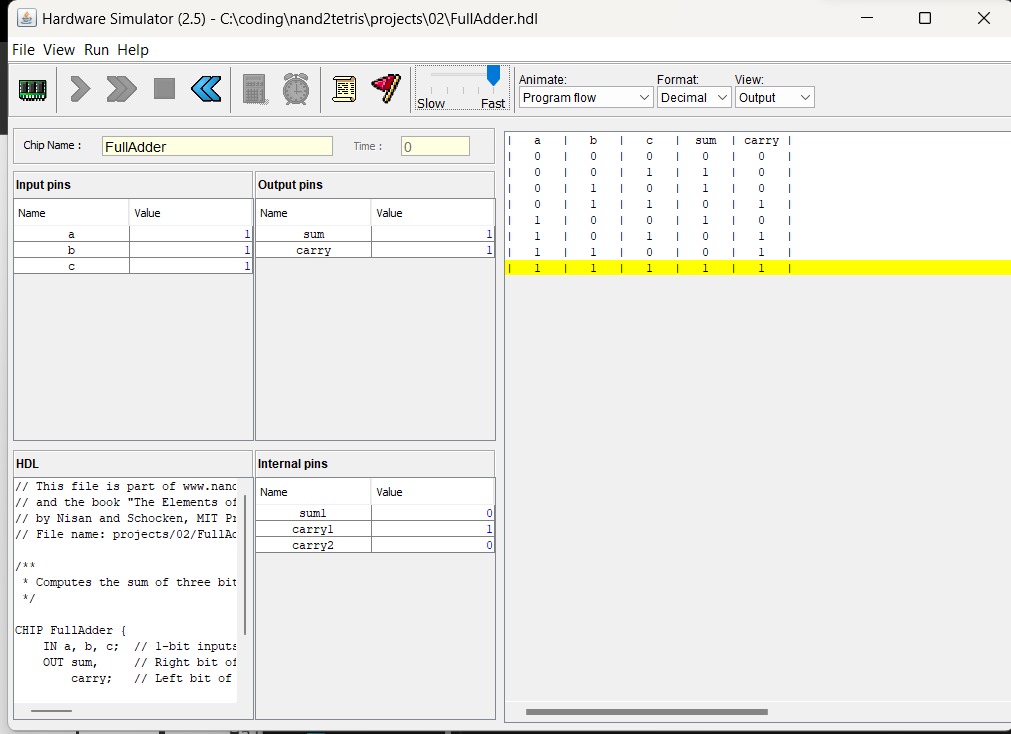 Hardware Simulator (2.5) - C:\coding\nand2tetris\projects\02\FullAdder.hdl
File View Run Help
Slow Fast
Animate: Format: View:
Program flow Decimal Output
Chip Name : FullAdder Time : 0
Input pins
Name Value
a 1
b 1
c 1
Output pins
Name Value
sum 1
carry 1
HDL
// This file is part of www.nand
// and the book "The Elements of
// by Nisan and Schocken, MIT Pr
// File name: projects/02/FullAd
/**
* Computes the sum of three bit
*/
CHIP FullAdder {
IN a, b, c; // 1-bit inputs
OUT sum, // Right bit of
carry; // Left bit of
Internal pins
Name Value
sum1 0
carry1 1
carry2 0
| a | b | c | sum | carry |
| 0 | 0 | 0 | 0 | 0 |
| 0 | 0 | 1 | 1 | 0 |
| 0 | 1 | 0 | 1 | 0 |
| 0 | 1 | 1 | 0 | 1 |
| 1 | 0 | 0 | 1 | 0 |
| 1 | 0 | 1 | 0 | 1 |
| 1 | 1 | 0 | 0 | 1 |
| 1 | 1 | 1 | 1 | 1 |